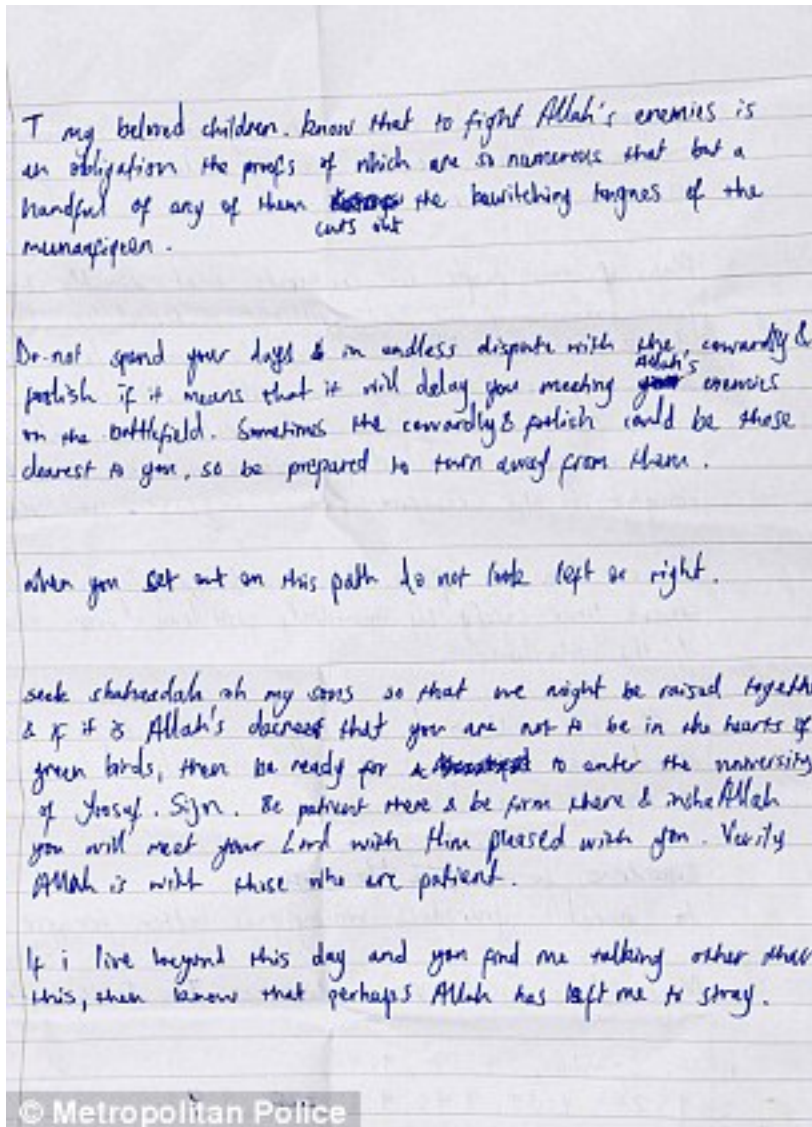 T my beloved children. know that to fight Allah's enemies is
an obligation the proofs of which are so numerous that but a
handful of any of them cuts out the bewitching tongues of the
munafiqeen.
Do not spend your days & in endless dispute with the cowardly &
foolish if it means that it will delay you meeting Allah's enemies
on the battlefield. Sometimes the cowardly & foolish could be those
dearest to you, so be prepared to turn away from them.
when you set out on this path do not look left or right.
seek shaheedah oh my sons so that we might be raised togethe
& if it is Allah's decree that you are not to be in the hearts of
green birds, then be ready for to enter the university
of Yusuf. Sijn. Be patient there & be firm there & insha Allah
you will meet your Lord with Him pleased with you. Verily
Allah is with those who are patient.
If i live beyond this day and you find me talking other than
this, then know that perhaps Allah has left me to stray.
© Metropolitan Police